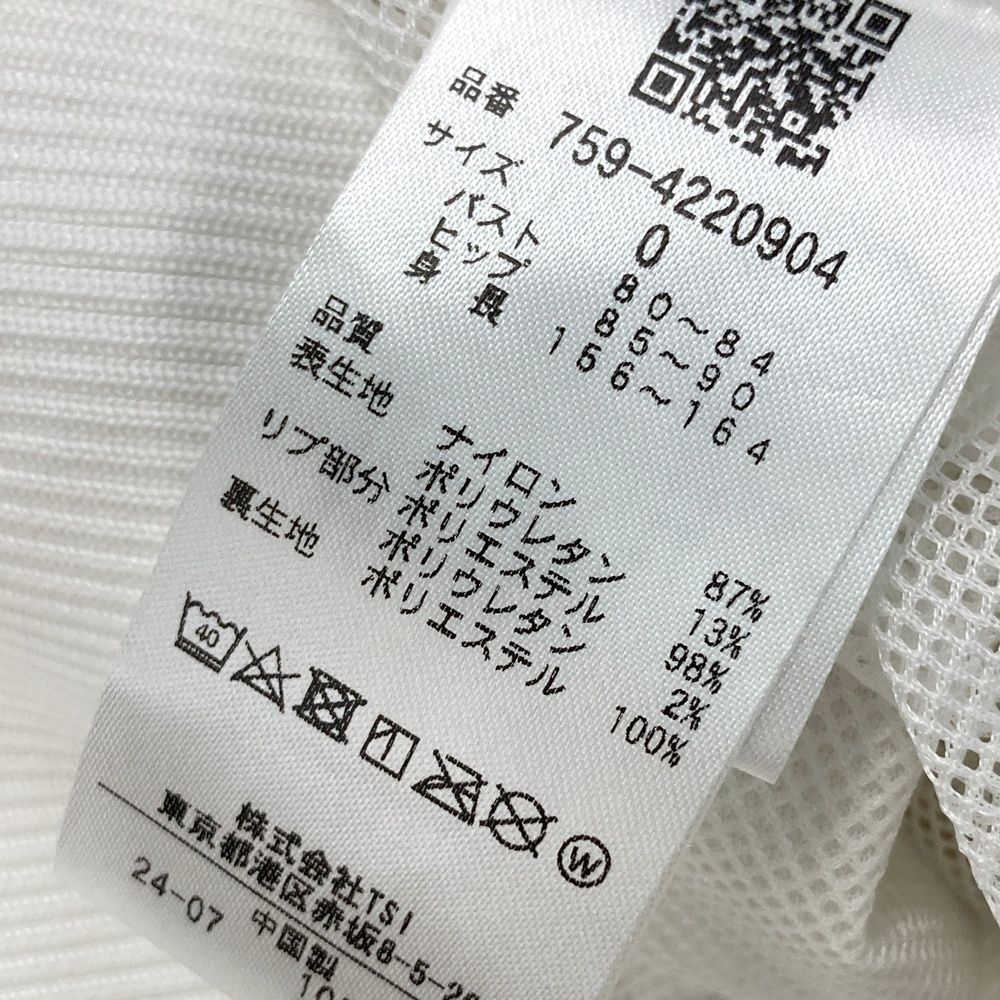 品番 759-4220904
サイズ 0
バスト 80～84
ヒップ 85～90
身長 156～164
品質
表生地 ナイロン 87%
ポリウレタン 13%
リブ部分 ポリエステル 98%
ポリウレタン 2%
裏生地 ポリエステル 100%
40
W
株式会社TSI
東京都港区赤坂8-5-2
24-07 中国製